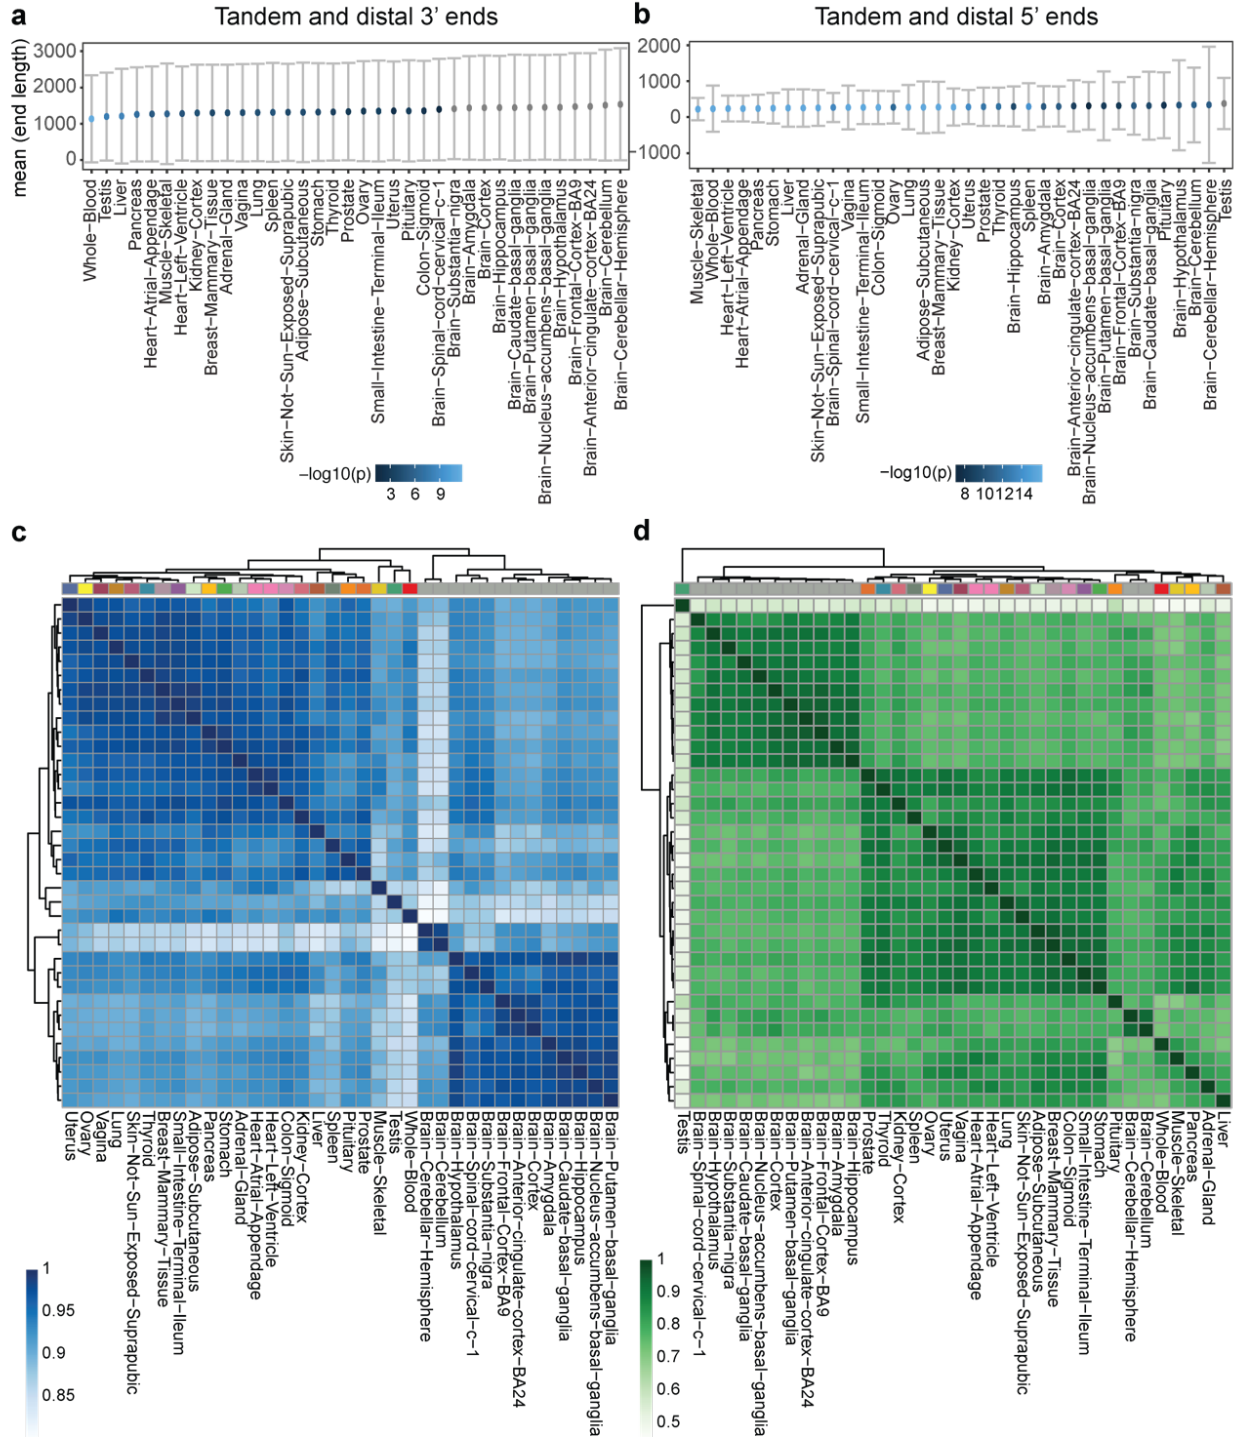 a
Tandem and distal 3’ ends
mean (end length)
3000
2000
1000
0
Whole−Blood
Testis
Liver
Pancreas
Heart−Atrial−Appendage
Muscle−Skeletal
Heart−Left−Ventricle
Kidney−Cortex
Breast−Mammary−Tissue
Adrenal−Gland
Vagina
Lung
Spleen
Skin−Not−Sun−Exposed−Suprapubic
Adipose−Subcutaneous
Stomach
Thyroid
Prostate
Ovary
Small−Intestine−Terminal−Ileum
Uterus
Pituitary
Colon−Sigmoid
Brain−Spinal−cord−cervical−c−1
Brain−Substantia−nigra
Brain−Amygdala
Brain−Cortex
Brain−Hippocampus
Brain−Caudate−basal−ganglia
Brain−Putamen−basal−ganglia
Brain−Nucleus−accumbens−basal−ganglia
Brain−Hypothalamus
Brain−Frontal−Cortex−BA9
Brain−Anterior−cingulate−cortex−BA24
Brain−Cerebellum
Brain−Cerebellar−Hemisphere
−log10(p)
3 6 9
b
Tandem and distal 5’ ends
2000
1000
0
−1000
Muscle−Skeletal
Whole−Blood
Heart−Left−Ventricle
Heart−Atrial−Appendage
Pancreas
Stomach
Liver
Adrenal−Gland
Skin−Not−Sun−Exposed−Suprapubic
Brain−Spinal−cord−cervical−c−1
Vagina
Small−Intestine−Terminal−Ileum
Colon−Sigmoid
Ovary
Lung
Adipose−Subcutaneous
Breast−Mammary−Tissue
Kidney−Cortex
Uterus
Prostate
Thyroid
Brain−Hippocampus
Spleen
Brain−Amygdala
Brain−Cortex
Brain−Anterior−cingulate−cortex−BA24
Brain−Nucleus−accumbens−basal−ganglia
Brain−Putamen−basal−ganglia
Brain−Frontal−Cortex−BA9
Brain−Substantia−nigra
Brain−Caudate−basal−ganglia
Pituitary
Brain−Hypothalamus
Brain−Cerebellum
Brain−Cerebellar−Hemisphere
Testis
−log10(p)
8 101214
c
Uterus
Ovary
Vagina
Lung
Skin−Not−Sun−Exposed−Suprapubic
Thyroid
Breast−Mammary−Tissue
Small−Intestine−Terminal−Ileum
Adipose−Subcutaneous
Pancreas
Stomach
Adrenal−Gland
Heart−Atrial−Appendage
Heart−Left−Ventricle
Colon−Sigmoid
Kidney−Cortex
Liver
Spleen
Pituitary
Prostate
Muscle−Skeletal
Testis
Whole−Blood
Brain−Cerebellar−Hemisphere
Brain−Cerebellum
Brain−Hypothalamus
Brain−Spinal−cord−cervical−c−1
Brain−Substantia−nigra
Brain−Frontal−Cortex−BA9
Brain−Anterior−cingulate−cortex−BA24
Brain−Cortex
Brain−Amygdala
Brain−Caudate−basal−ganglia
Brain−Hippocampus
Brain−Nucleus−accumbens−basal−ganglia
Brain−Putamen−basal−ganglia
1
0.95
0.9
0.85
d
Testis
Brain−Spinal−cord−cervical−c−1
Brain−Hypothalamus
Brain−Substantia−nigra
Brain−Caudate−basal−ganglia
Brain−Nucleus−accumbens−basal−ganglia
Brain−Cortex
Brain−Putamen−basal−ganglia
Brain−Anterior−cingulate−cortex−BA24
Brain−Frontal−Cortex−BA9
Brain−Amygdala
Brain−Hippocampus
Prostate
Thyroid
Kidney−Cortex
Spleen
Ovary
Uterus
Vagina
Heart−Atrial−Appendage
Heart−Left−Ventricle
Lung
Skin−Not−Sun−Exposed−Suprapubic
Adipose−Subcutaneous
Breast−Mammary−Tissue
Colon−Sigmoid
Small−Intestine−Terminal−Ileum
Stomach
Pituitary
Brain−Cerebellar−Hemisphere
Brain−Cerebellum
Whole−Blood
Muscle−Skeletal
Pancreas
Adrenal−Gland
Liver
1
0.9
0.8
0.7
0.6
0.5